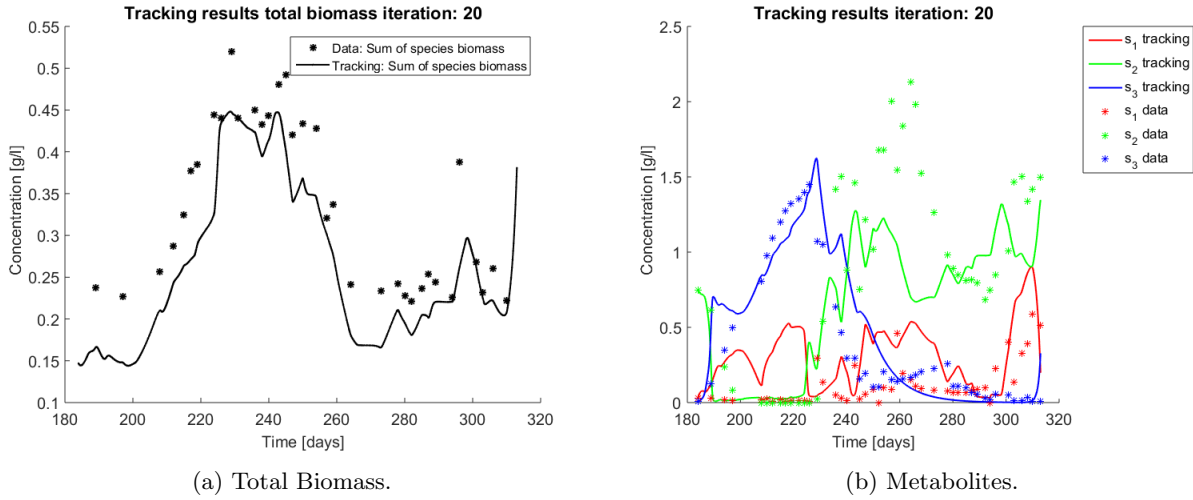 Tracking results total biomass iteration: 20
0.55
0.5
0.45
0.4
0.35
0.3
0.25
0.2
0.15
0.1
Concentration [g/l]
Data: Sum of species biomass
Tracking: Sum of species biomass
180 200 220 240 260 280 300 320
Time [days]
(a) Total Biomass.
Tracking results iteration: 20
2.5
2
1.5
1
0.5
0
Concentration [g/l]
s1 tracking
s2 tracking
s3 tracking
s1 data
s2 data
s3 data
180 200 220 240 260 280 300 320
Time [days]
(b) Metabolites.